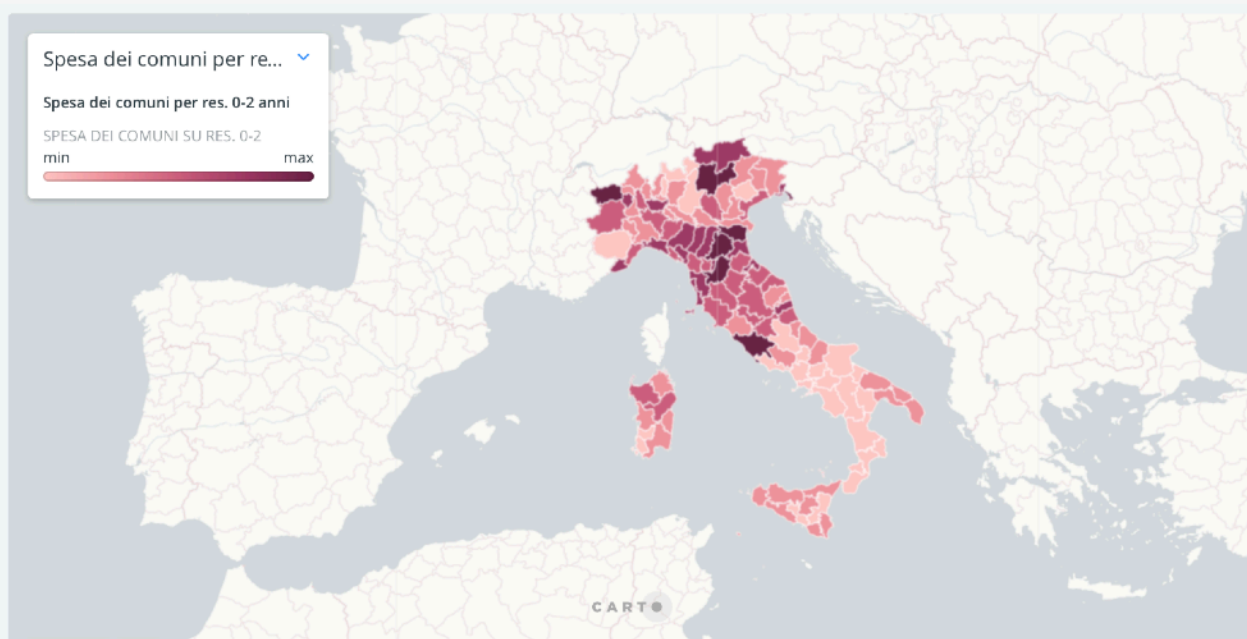 Spesa dei comuni per re...
Spesa dei comuni per res. 0-2 anni
SPESA DEI COMUNI SU RES. 0-2
min max
CARTO